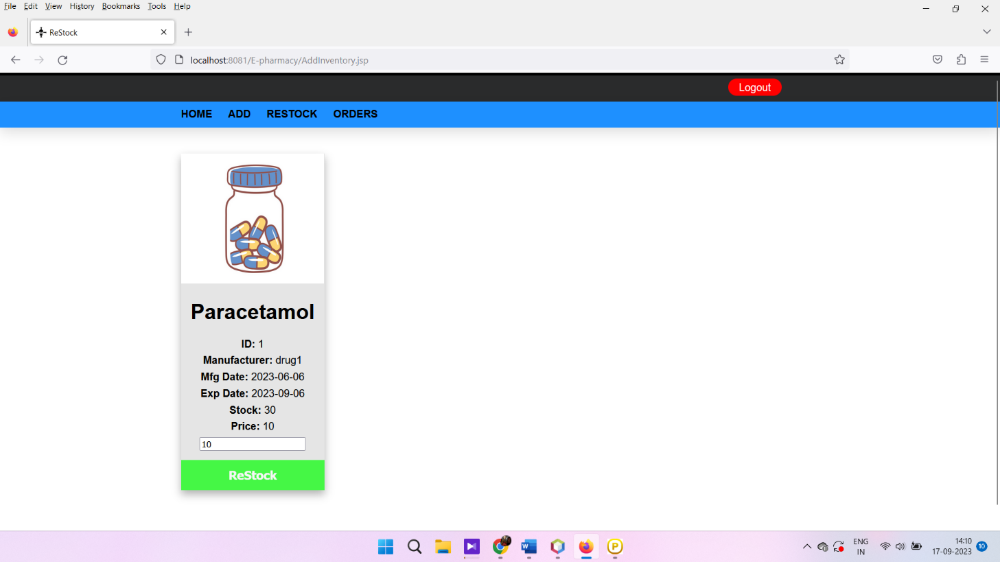 File Edit View History Bookmarks Tools Help
ReStock
localhost:8081/E-pharmacy/AddInventory.jsp
Logout
HOME ADD RESTOCK ORDERS
Paracetamol
ID: 1
Manufacturer: drug1
Mfg Date: 2023-06-06
Exp Date: 2023-09-06
Stock: 30
Price: 10
10
ReStock
ENG
IN
14:10
17-09-2023
10